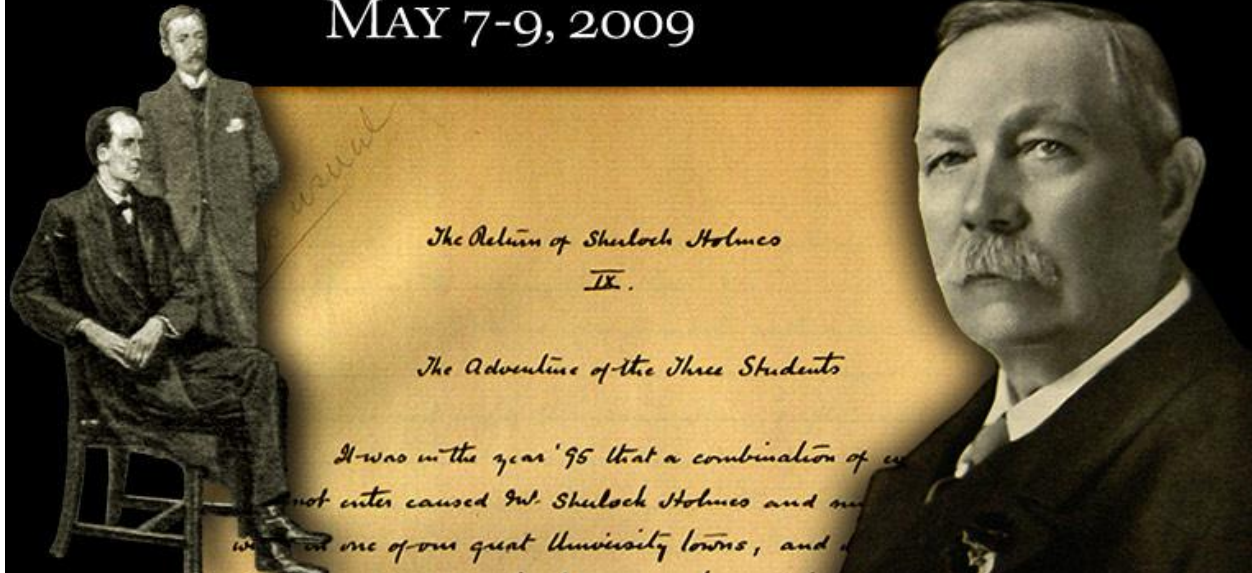 MAY 7-9, 2009
usual
The Return of Sherlock Holmes
IX.
The Adventure of the Three Students
It was in the year '95 that a combination of
not enter caused Mr. Sherlock Holmes and
one of our great University towns, and